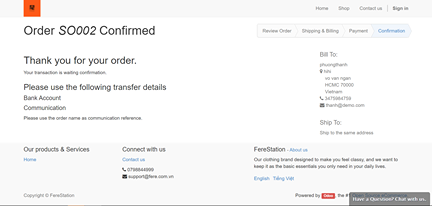 Home Shop Contact us Sign in
Order SO002 Confirmed
Review Order Shipping & Billing Payment Confirmation
Thank you for your order.
Your transaction is waiting confirmation.
Please use the following transfer details
Bank Account
Communication
Please use the order name as communication reference.
Bill To:
phuongthanh
NN
vo van ngan
HCMC 70000
Vietnam
3475984759
thanh@demo.com
Ship To:
Ship to the same address
Our products & Services
Home
Connect with us
Contact us
0798844999
support@fere.com.vn
FereStation - About us
Our clothing brand designed to make you feel classy, and we want to
keep it as the basic essentials you only need in your daily lives.
English Tiếng Việt
Copyright © FereStation
Powered by Odoo, the #
Have a Question? Chat with us.